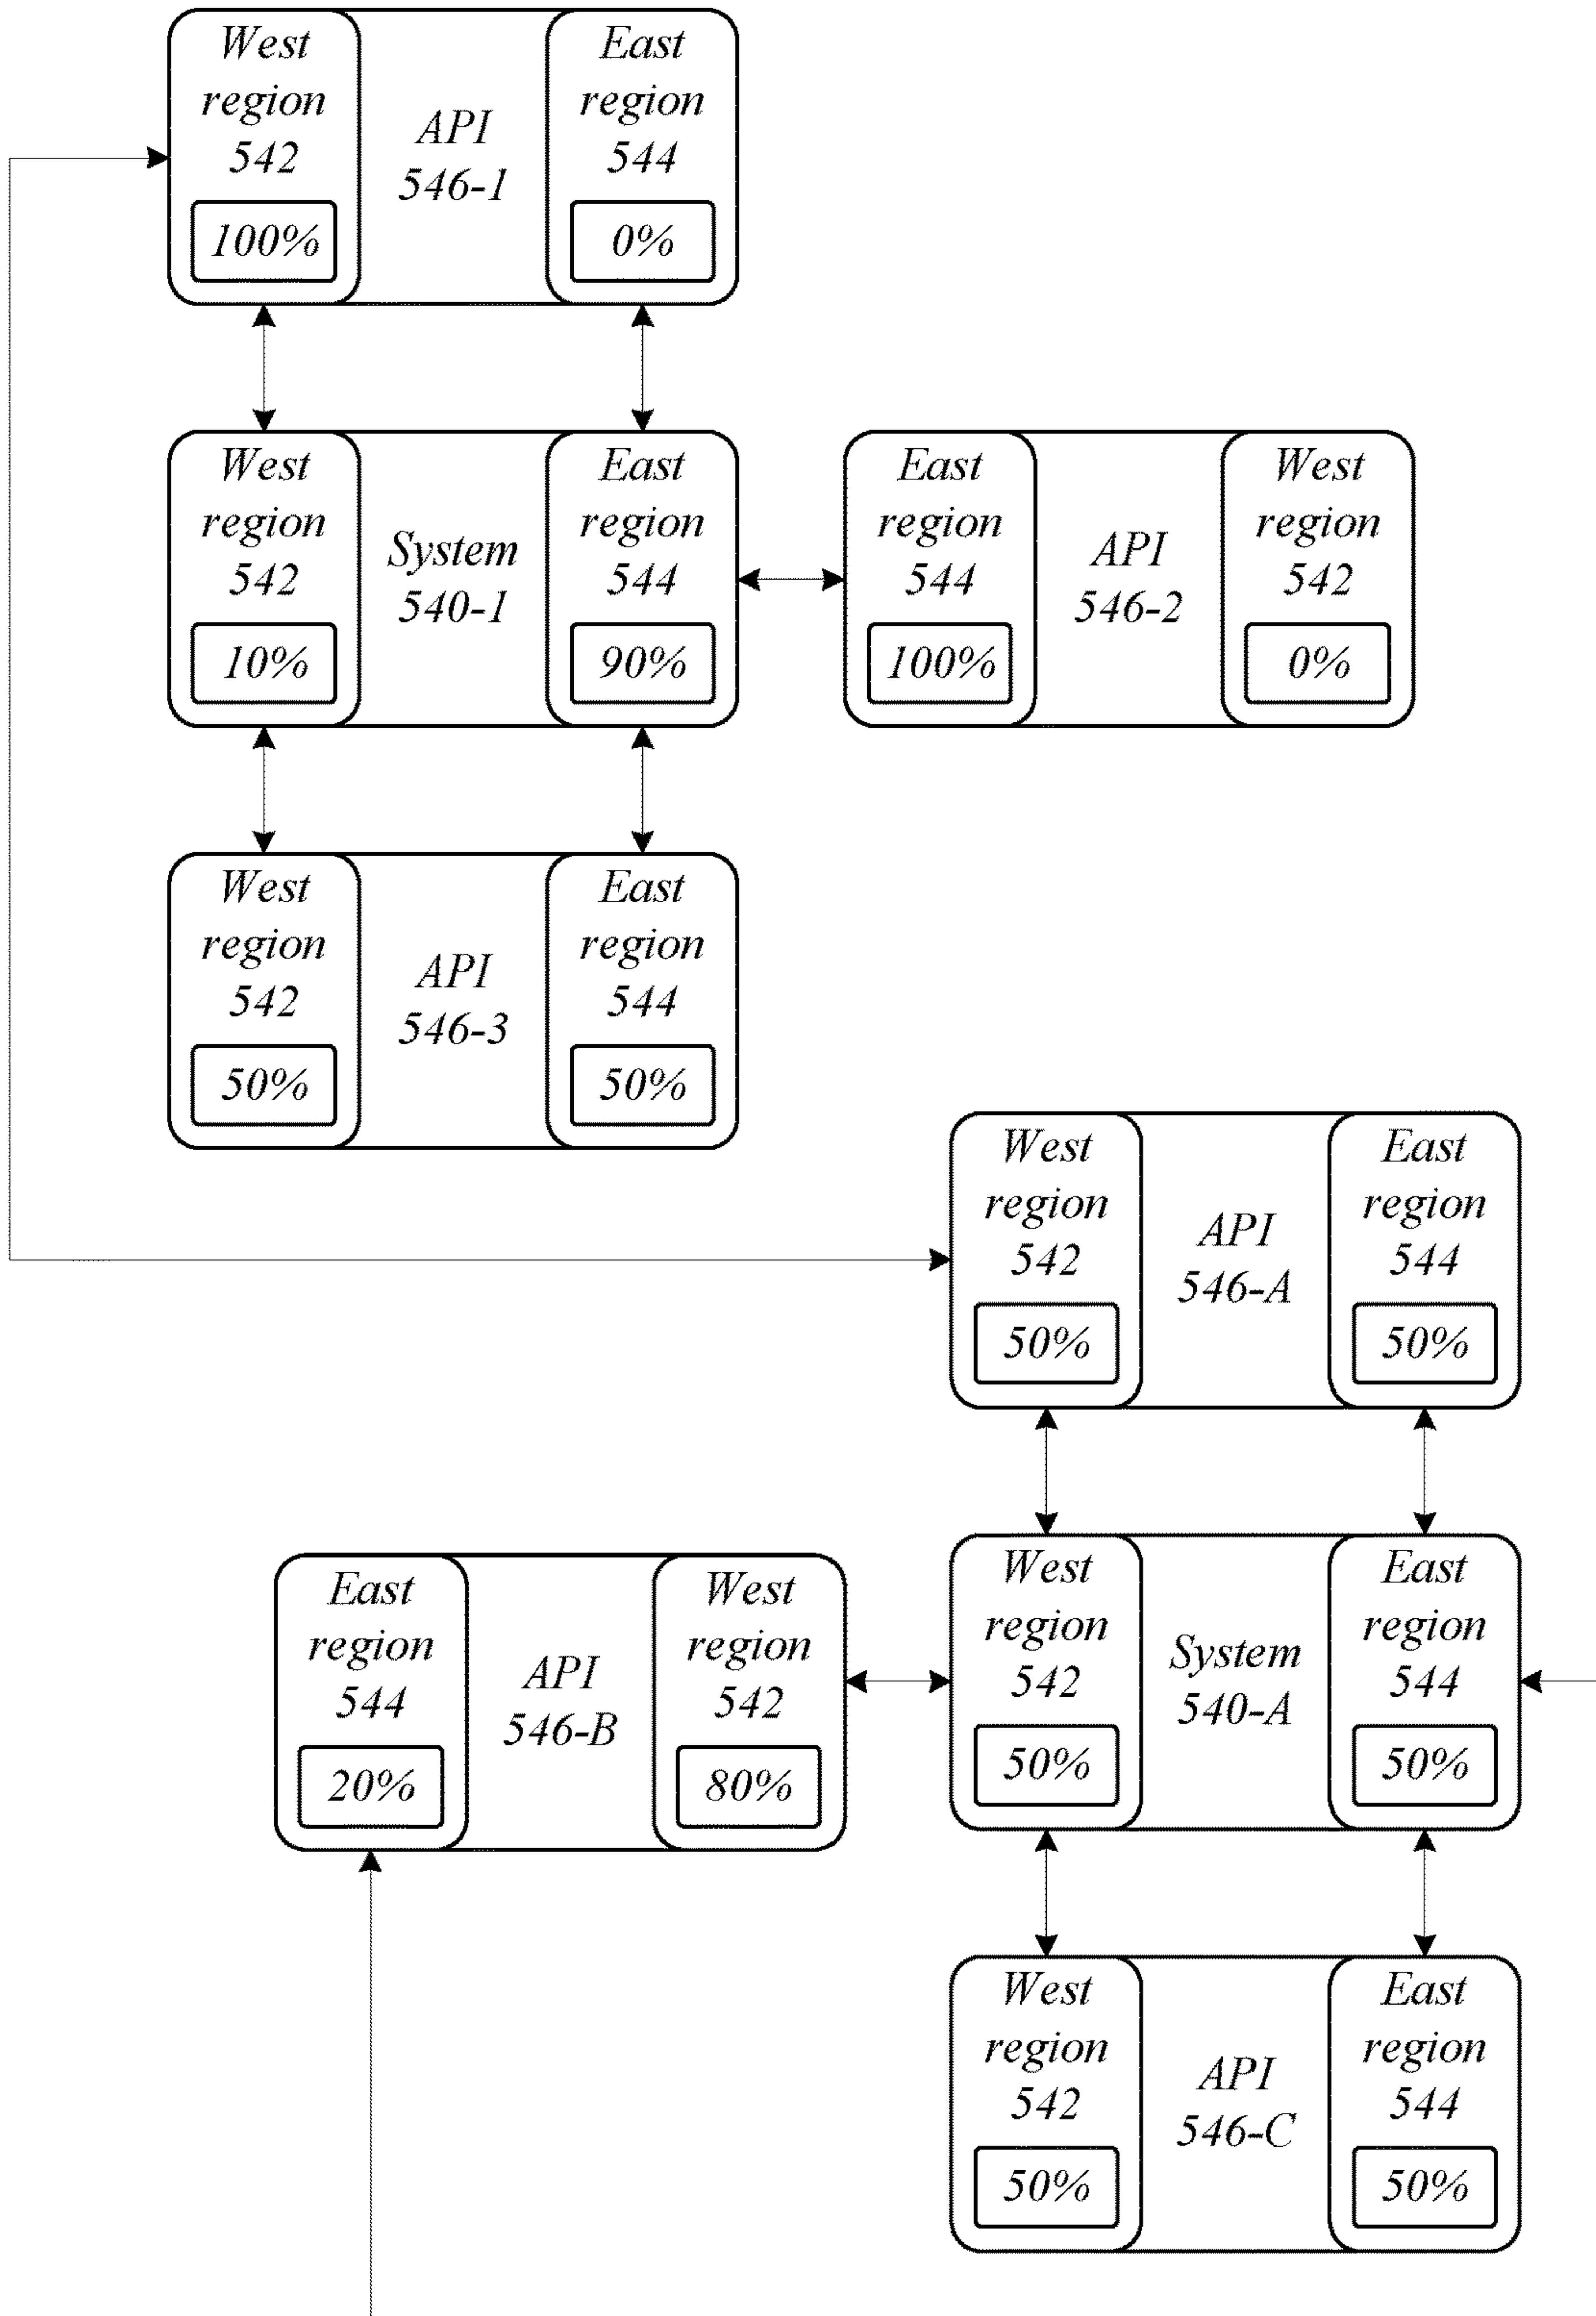 West
region
542
100%
API
546-1
East
region
544
0%
West
region
542
10%
System
540-1
East
region
544
90%
East
region
544
100%
API
546-2
West
region
542
0%
West
region
542
50%
API
546-3
East
region
544
50%
West
region
542
50%
API
546-A
East
region
544
50%
East
region
544
20%
API
546-B
West
region
542
80%
West
region
542
50%
System
540-A
East
region
544
50%
West
region
542
50%
API
546-C
East
region
544
50%